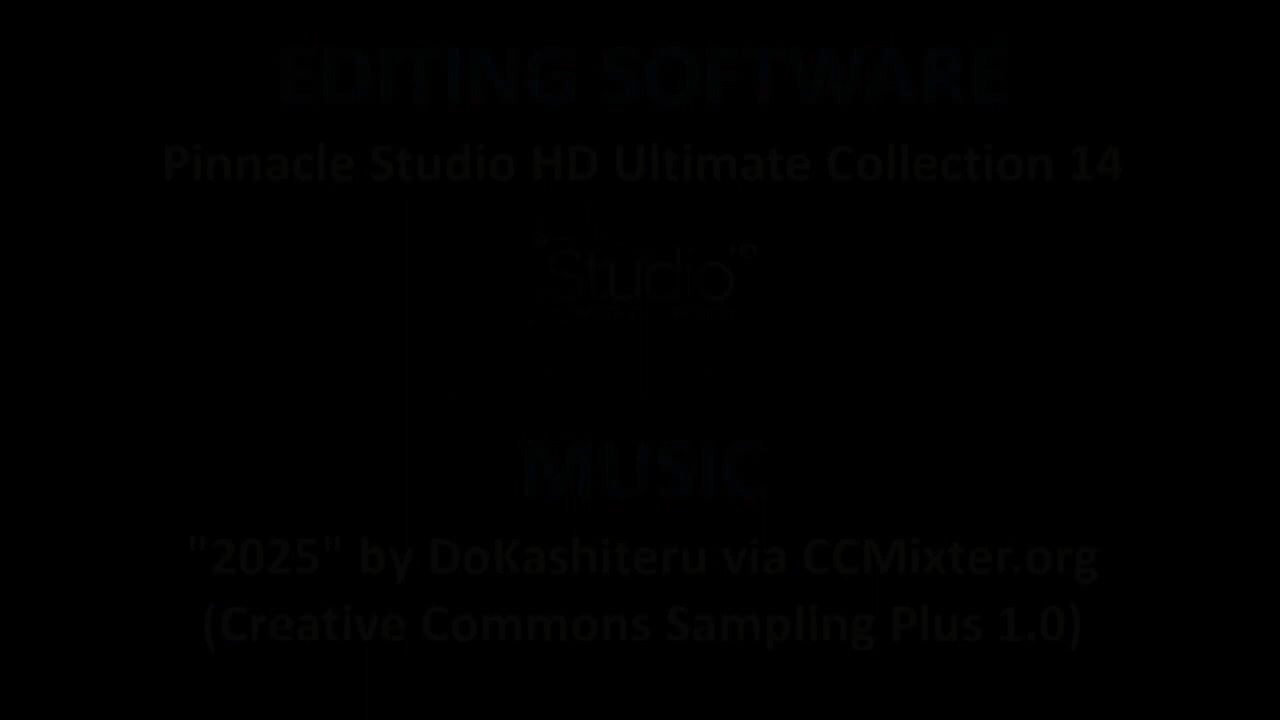 EDITING SOFTWARE
Pinnacle Studio HD Ultimate Collection 14
Studio HD
MUSIC
"2025" by DoKashiteru via CCMixter.org
(Creative Commons Sampling Plus 1.0)